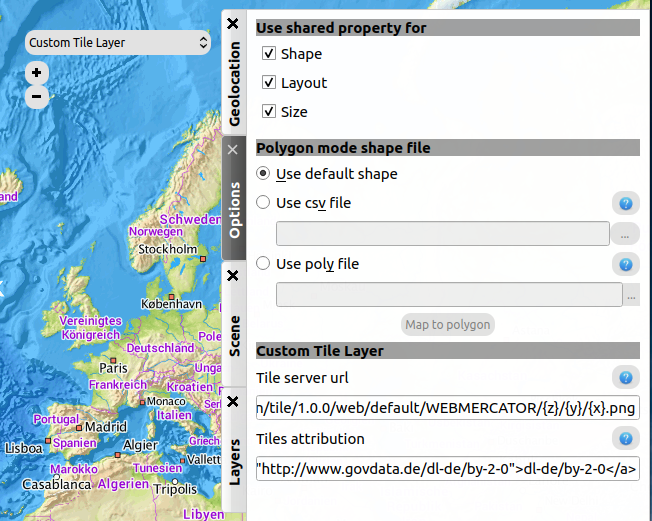 Custom Tile Layer
+
−
and
Schweden
Norwegen
Stockholm
København
Vereinigtes
Königreich
Deutschland
Pole
Paris
Unga
Frankreich
Kroatien
Monaco
Italien
Portugal
Madrid
Spanien
Griech
Lisboa
Algier
Vallett
Marokko
Tunesien
Casablanca
Algerien
Tripolis
Libyen
Geolocation
Options
Scene
Layers
Use shared property for
Shape
Layout
Size
Polygon mode shape file
Use default shape
Use csv file
?
...
Use poly file
?
...
Map to polygon
Custom Tile Layer
Tile server url
?
n/tile/1.0.0/web/default/WEBMERCATOR/{z}/{y}/{x}.png
Tiles attribution
?
"http://www.govdata.de/dl-de/by-2-0">dl-de/by-2-0</a>